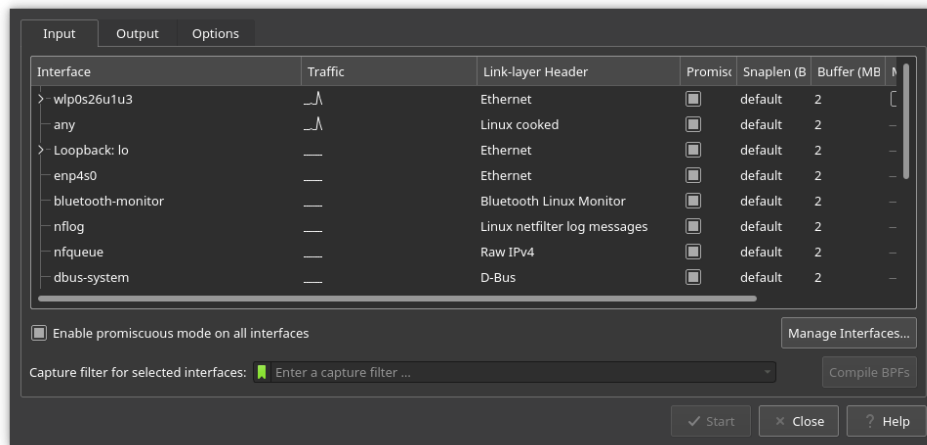 Input Output Options
Interface Traffic Link-layer Header Promisc Snaplen (B Buffer (MB
wlp0s26u1u3 Ethernet default 2
any Linux cooked default 2 —
Loopback: lo Ethernet default 2 —
enp4s0 Ethernet default 2 —
bluetooth-monitor Bluetooth Linux Monitor default 2 —
nflog Linux netfilter log messages default 2 —
nfqueue Raw IPv4 default 2 —
dbus-system D-Bus default 2 —
Enable promiscuous mode on all interfaces Manage Interfaces...
Capture filter for selected interfaces: Enter a capture filter ... Compile BPFs
Start Close ? Help